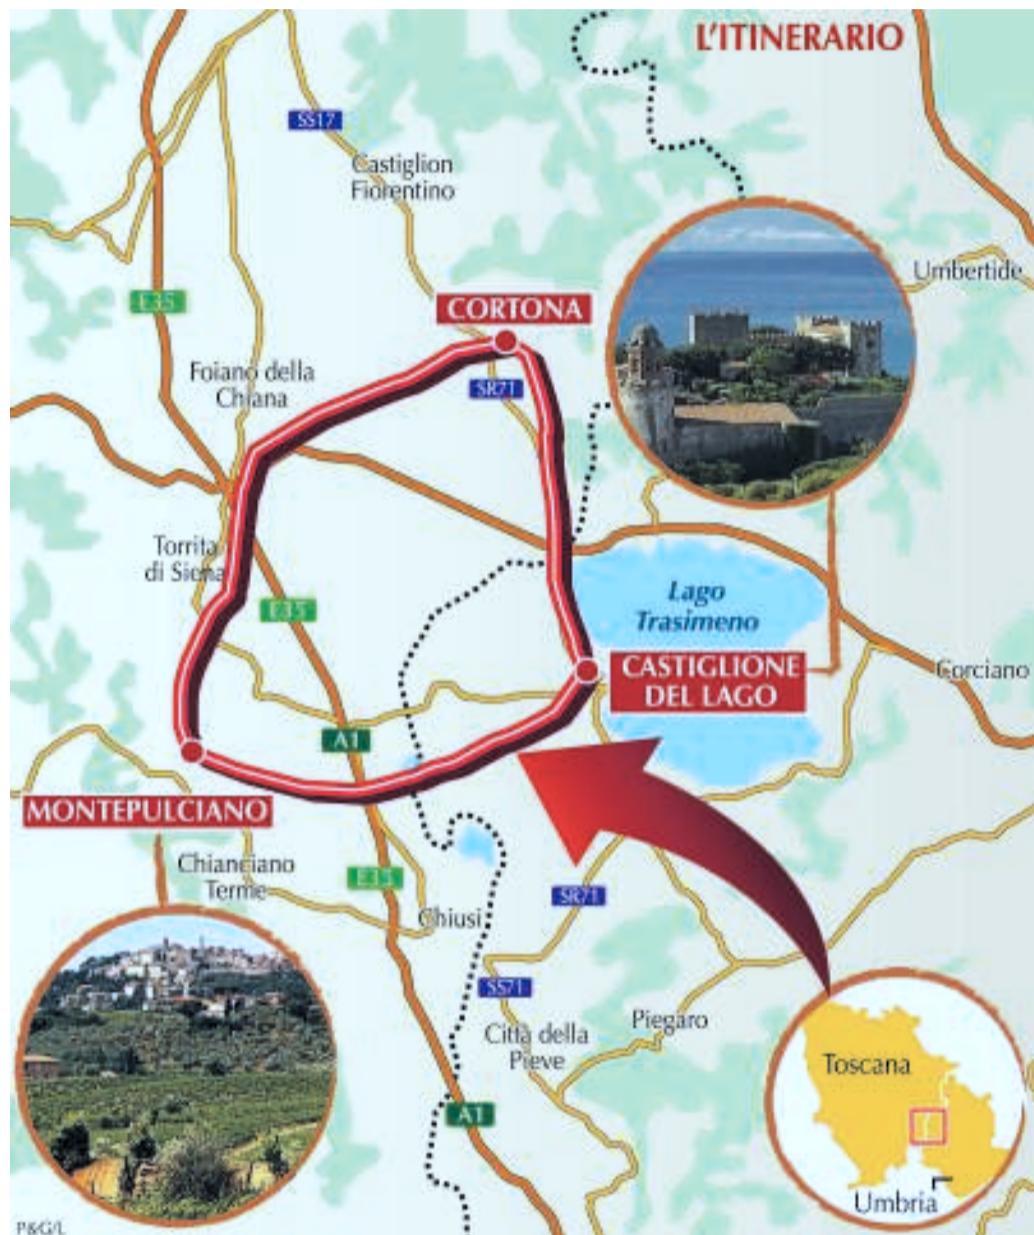 L'ITINERARIO
SS17
Castiglion
Fiorentino
Umbertide
E35
CORTONA
Foiano della
Chiana
SR71
Torrita
di Siena
E35
Lago
Trasimeno
CASTIGLIONE
DEL LAGO
Corciano
A1
MONTEPULCIANO
Chianciano
Terme
E35
SR71
Chiusi
SS71
Città della
Pieve
Piegaro
Toscana
A1
Umbria
P&G/L